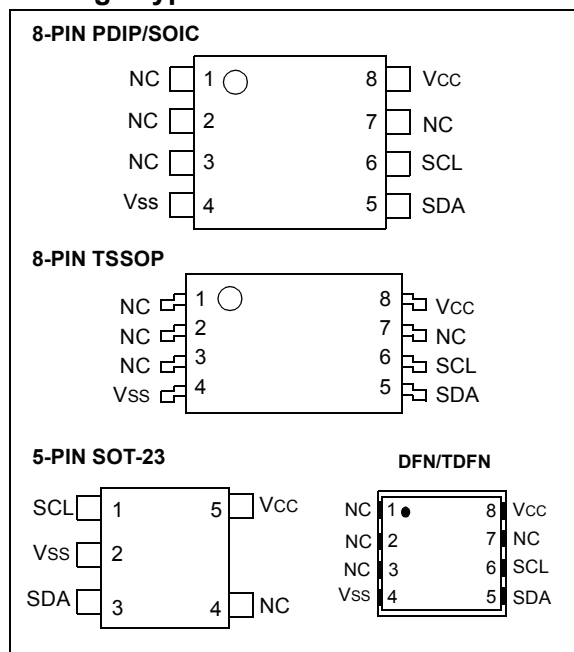 8-PIN PDIP/SOIC
NC 1 8 VCC
NC 2 7 NC
NC 3 6 SCL
VSS 4 5 SDA
8-PIN TSSOP
NC 1 8 VCC
NC 2 7 NC
NC 3 6 SCL
VSS 4 5 SDA
5-PIN SOT-23
SCL 1 5 VCC
VSS 2
SDA 3 4 NC
DFN/TDFN
NC 1 8 VCC
NC 2 7 NC
NC 3 6 SCL
VSS 4 5 SDA